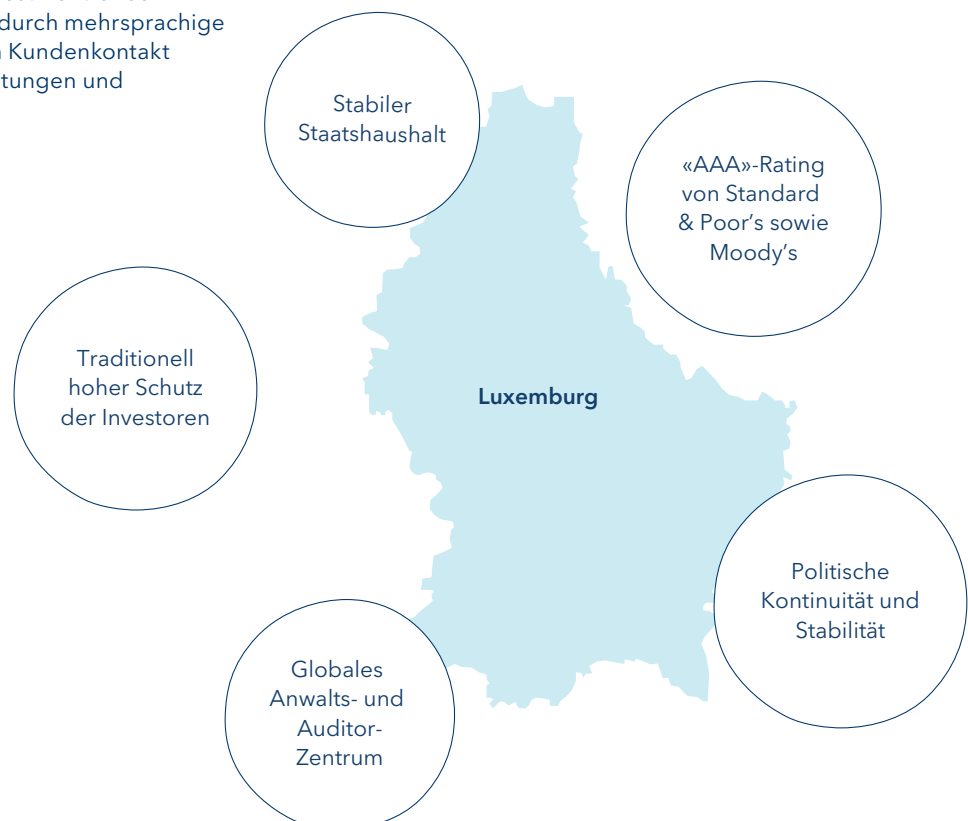 durch mehrsprachige
Kundenkontakt
tungen und
Stabiler
Staatshaushalt
«AAA»-Rating
von Standard
& Poor's sowie
Moody's
Traditionell
hoher Schutz
der Investoren
Luxemburg
Politische
Kontinuität und
Stabilität
Globales
Anwalts- und
Auditor-
Zentrum